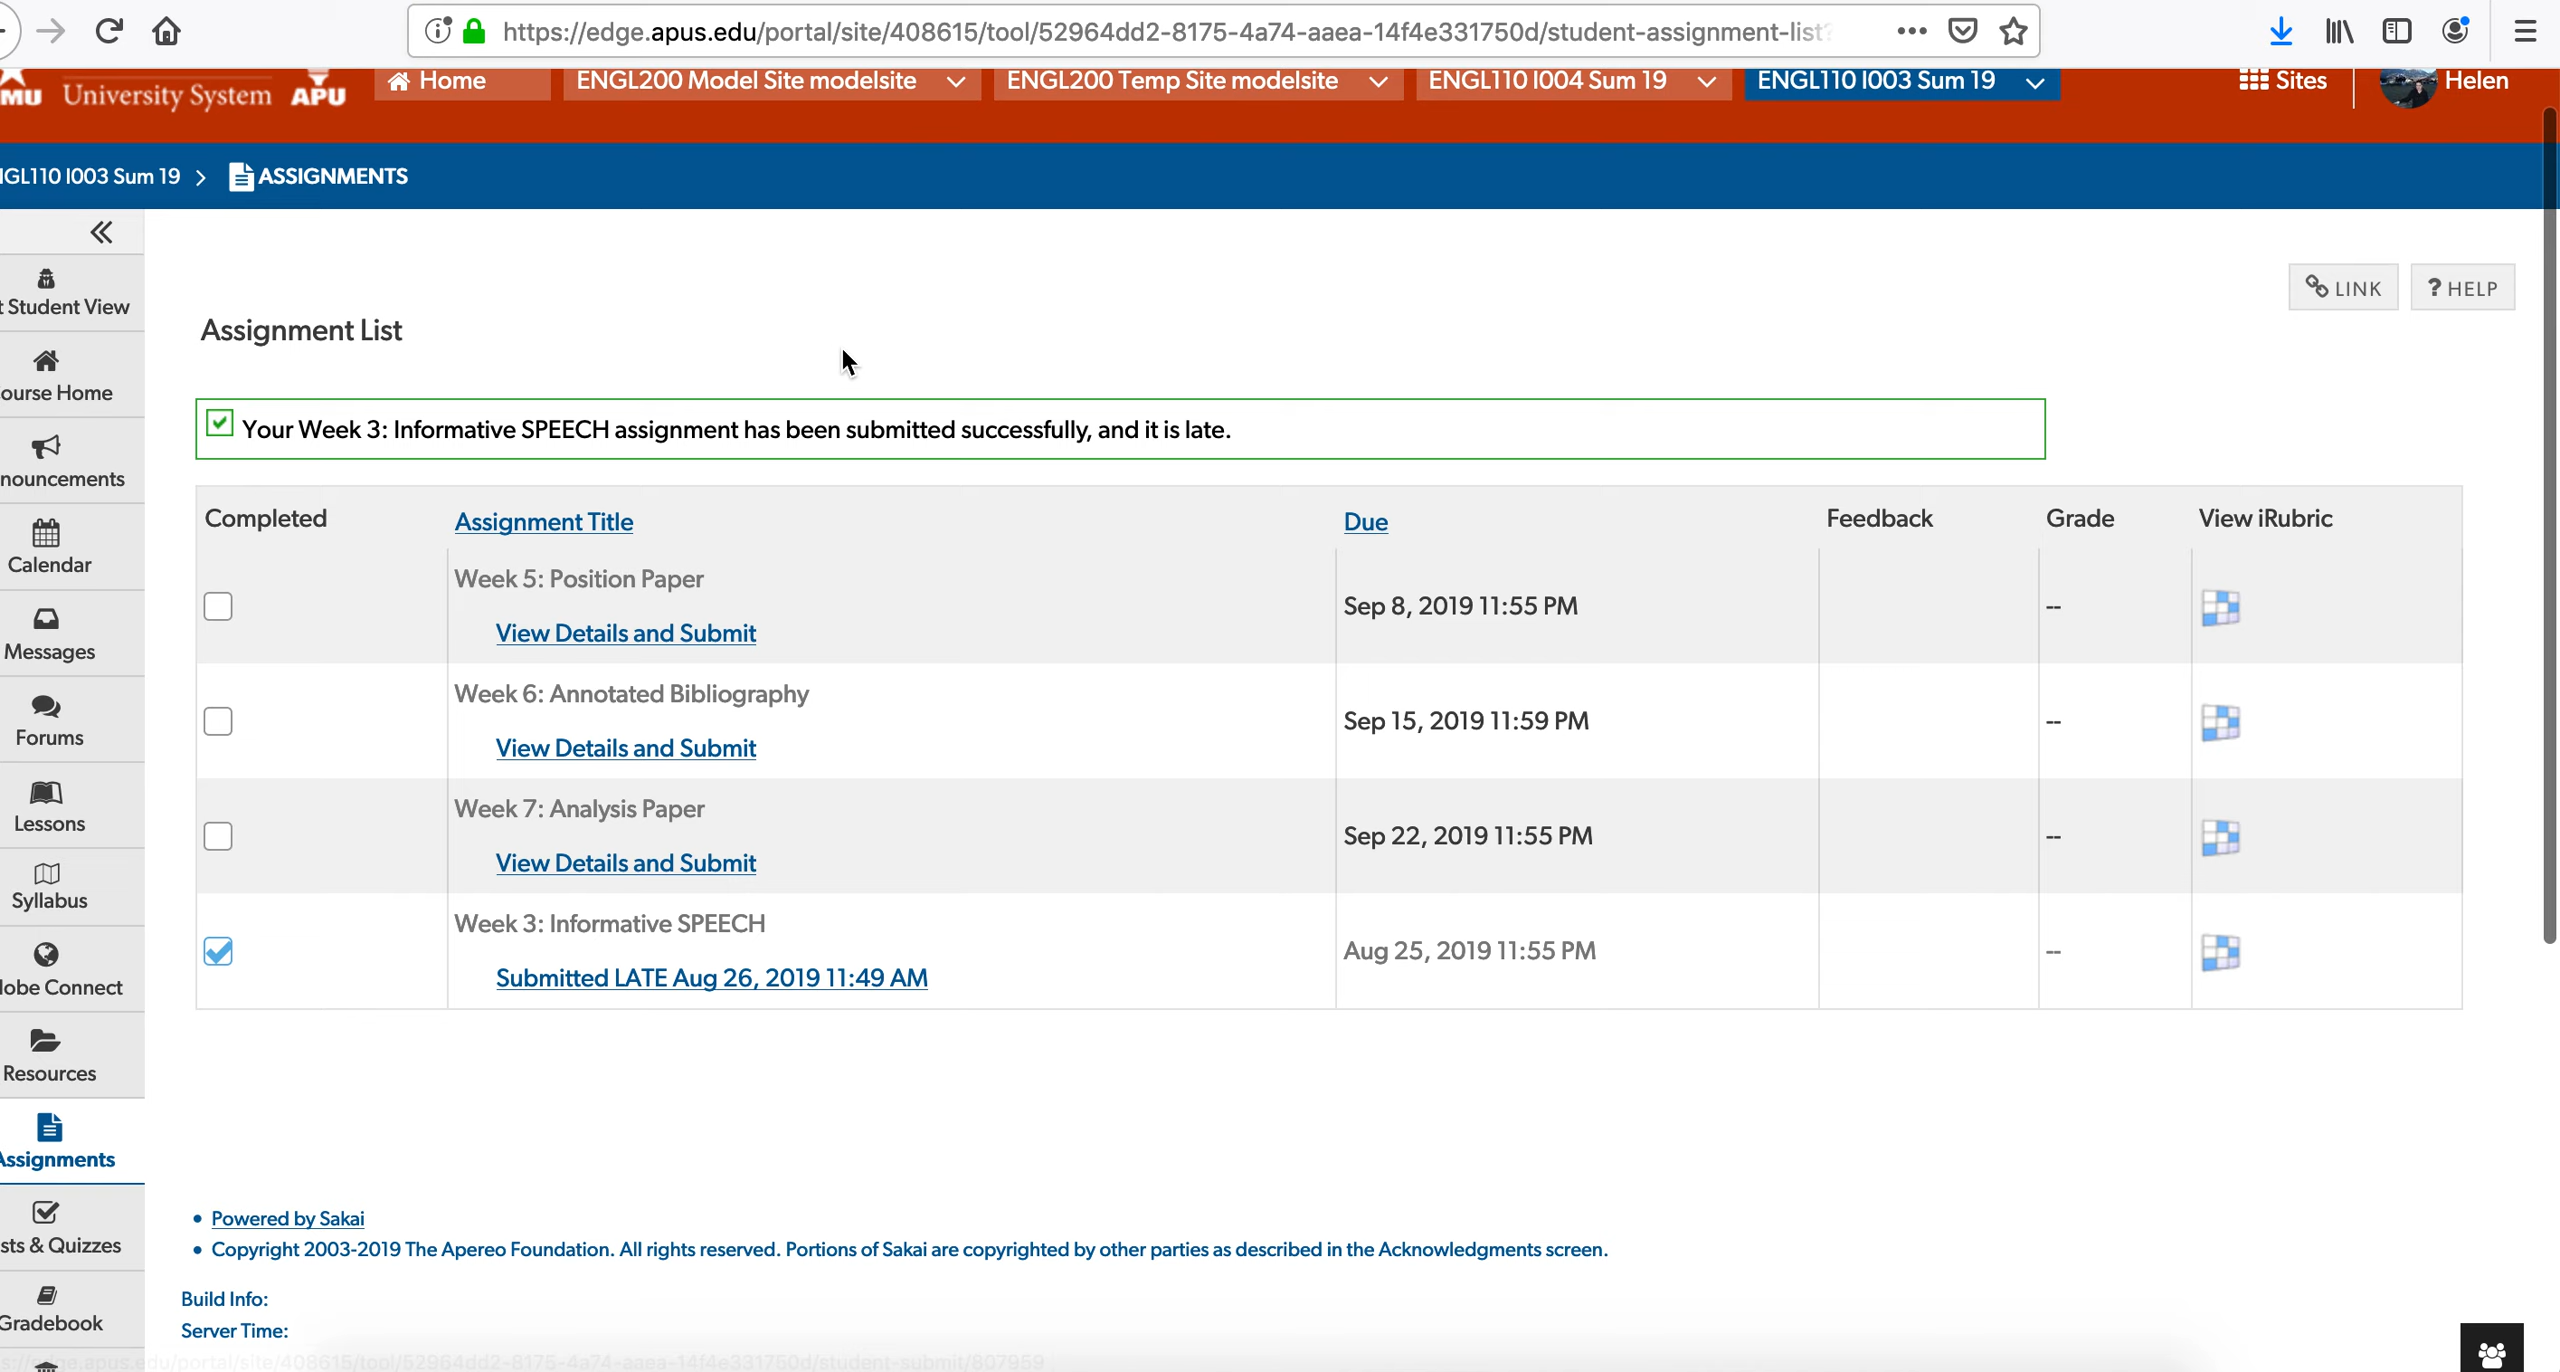 https://edge.apus.edu/portal/site/408615/tool/52964dd2-8175-4a74-aaea-14f4e331750d/student-assignment-list?
MU University System APU
Home
ENGL200 Model Site modelsite
ENGL200 Temp Site modelsite
ENGL110 I004 Sum 19
ENGL110 I003 Sum 19
Sites
Helen
IGL110 I003 Sum 19 > ASSIGNMENTS
t Student View
ourse Home
nouncements
Calendar
Messages
Forums
Lessons
Syllabus
lobe Connect
Resources
Assignments
sts & Quizzes
Gradebook
LINK
? HELP
Assignment List
Your Week 3: Informative SPEECH assignment has been submitted successfully, and it is late.
Completed Assignment Title Due Feedback Grade View iRubric
Week 5: Position Paper
View Details and Submit
Sep 8, 2019 11:55 PM
--
Week 6: Annotated Bibliography
View Details and Submit
Sep 15, 2019 11:59 PM
--
Week 7: Analysis Paper
View Details and Submit
Sep 22, 2019 11:55 PM
--
Week 3: Informative SPEECH
Submitted LATE Aug 26, 2019 11:49 AM
Aug 25, 2019 11:55 PM
--
• Powered by Sakai
• Copyright 2003-2019 The Apereo Foundation. All rights reserved. Portions of Sakai are copyrighted by other parties as described in the Acknowledgments screen.
Build Info:
Server Time: